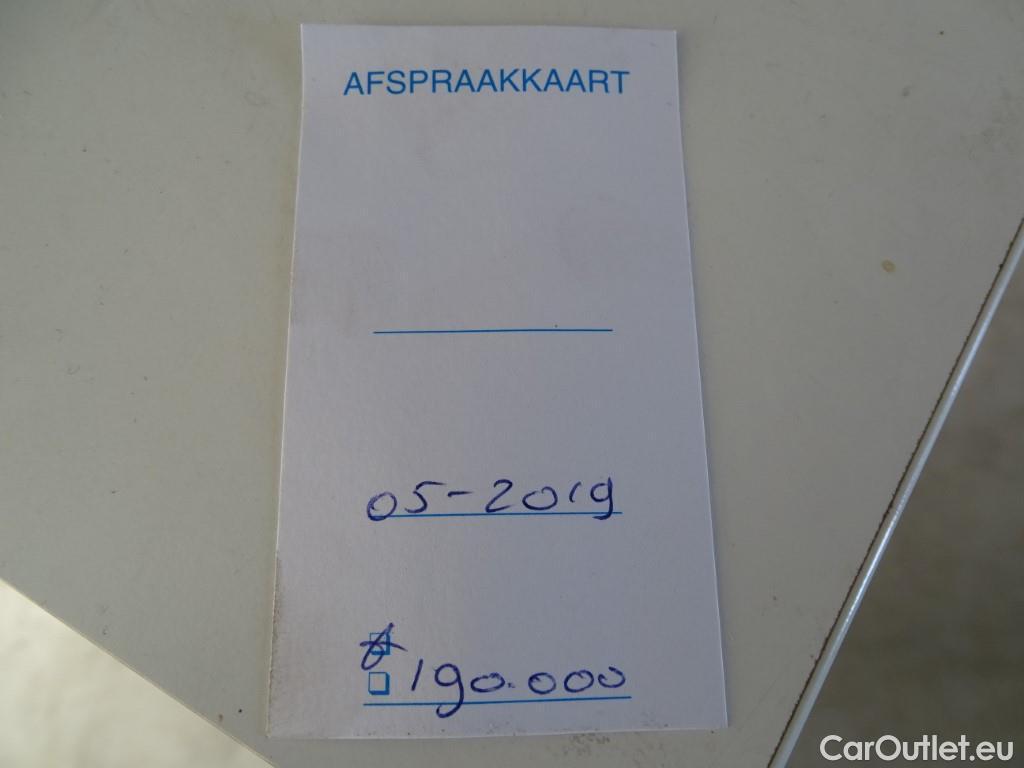 AFSPRAAKKAART
05-2019
190.000
CarOutlet.eu